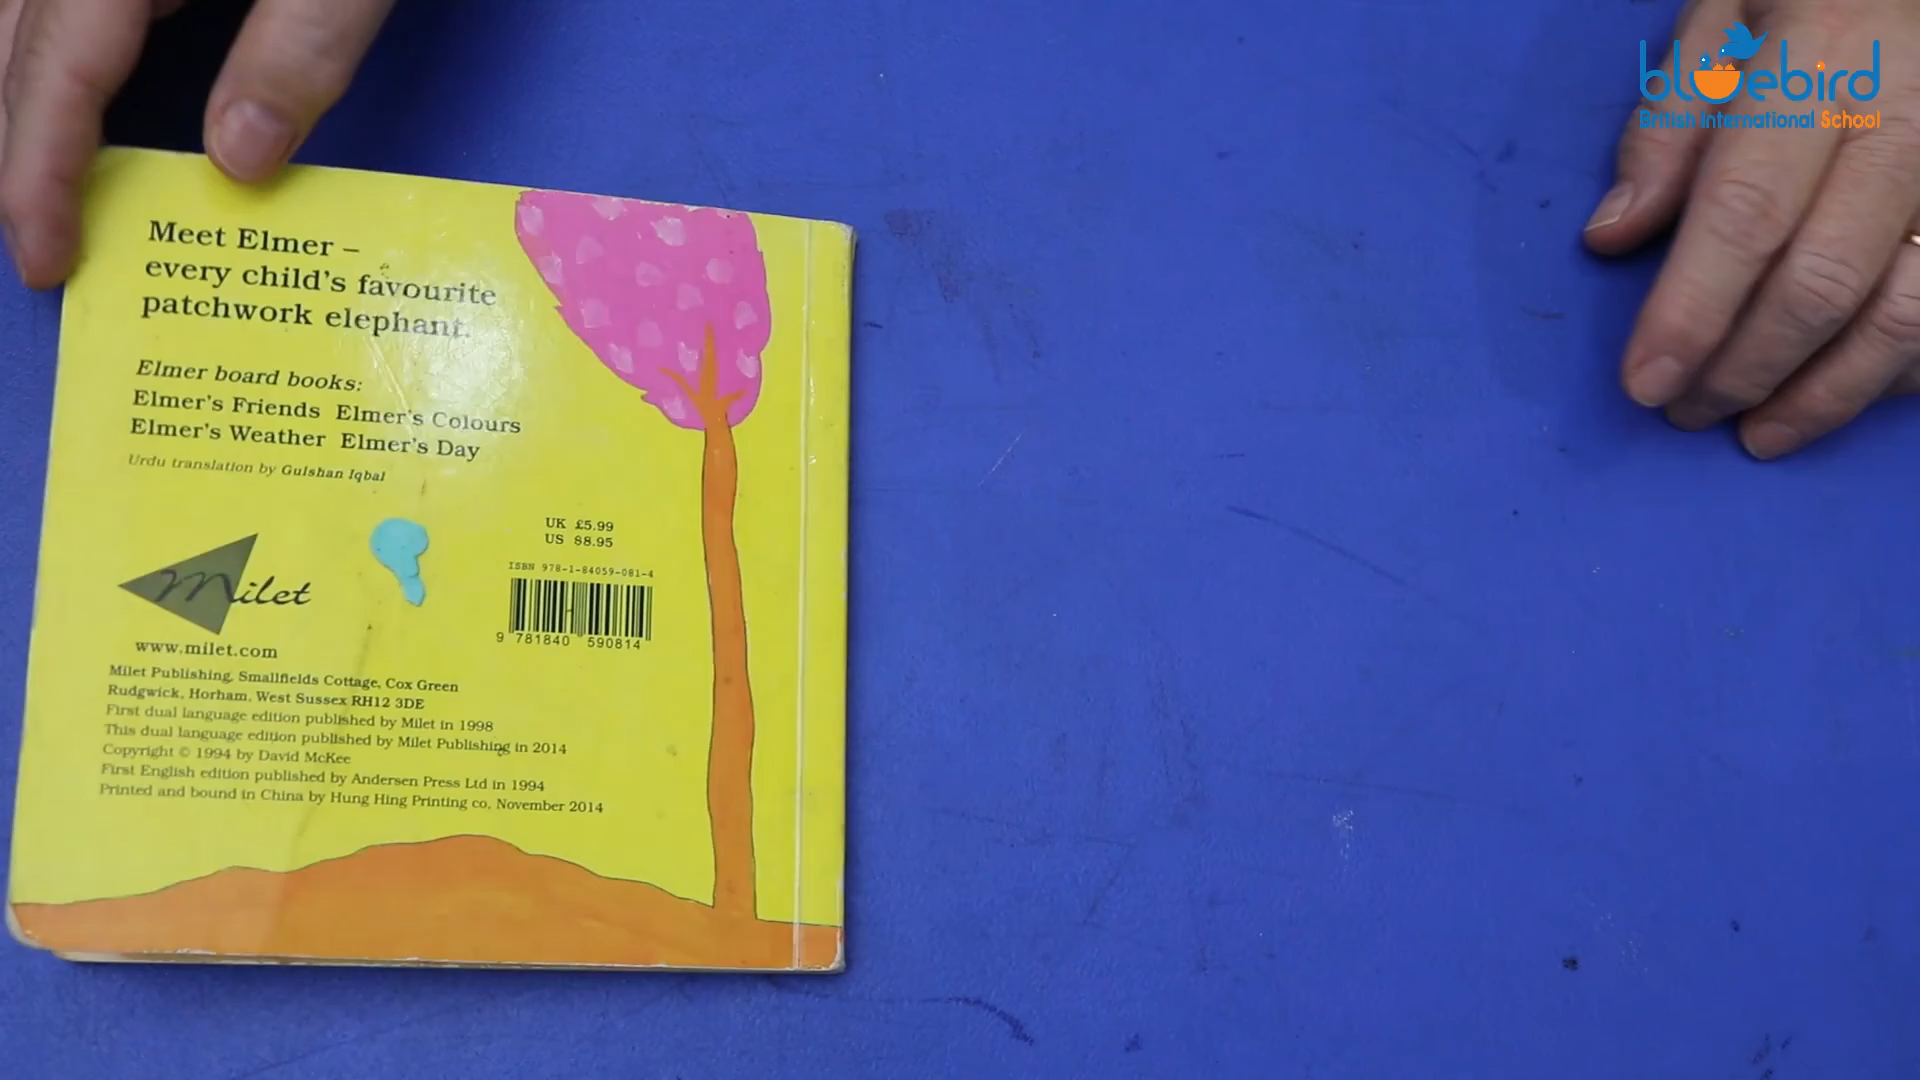 Meet Elmer –
every child's favourite
patchwork elephant.
Elmer board books:
Elmer's Friends Elmer's Colours
Elmer's Weather Elmer's Day
Urdu translation by Gulshan Iqbal
UK £5.99
US $8.95
ISBN 978-1-84059-081-4
9 781840 590814
Milet
www.milet.com
Milet Publishing, Smallfields Cottage, Cox Green
Rudgwick, Horham, West Sussex RH12 3DE
First dual language edition published by Milet in 1998
This dual language edition published by Milet Publishing in 2014
Copyright © 1994 by David McKee
First English edition published by Andersen Press Ltd in 1994
Printed and bound in China by Hung Hing Printing co, November 2014
bluebird
British International School